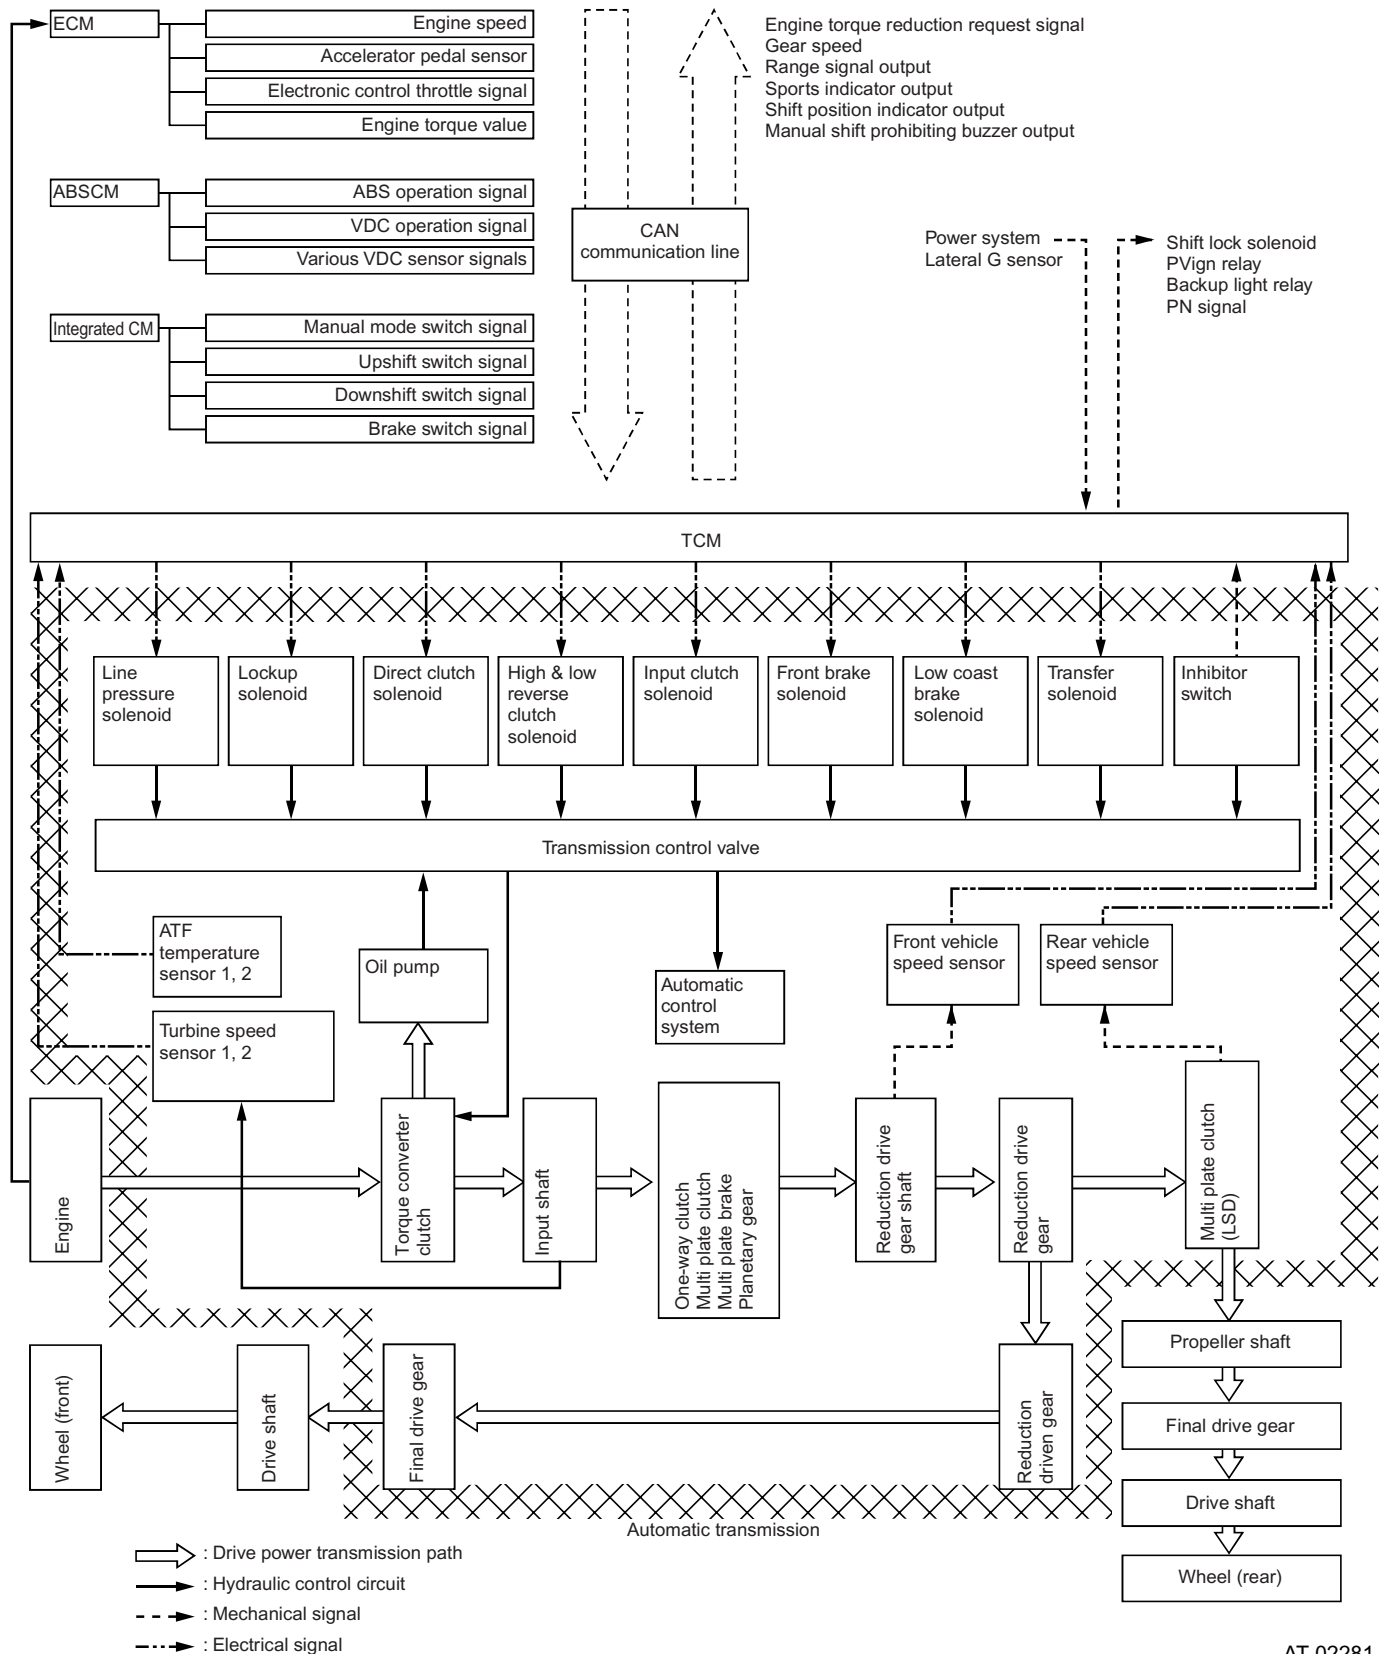 ECM
Engine speed
Accelerator pedal sensor
Electronic control throttle signal
Engine torque value
Engine torque reduction request signal
Gear speed
Range signal output
Sports indicator output
Shift position indicator output
Manual shift prohibiting buzzer output
ABSCM
ABS operation signal
VDC operation signal
Various VDC sensor signals
CAN
communication line
Power system
Lateral G sensor
Shift lock solenoid
PVign relay
Backup light relay
PN signal
Integrated CM
Manual mode switch signal
Upshift switch signal
Downshift switch signal
Brake switch signal
TCM
Line
pressure
solenoid
Lockup
solenoid
Direct clutch
solenoid
High & low
reverse
clutch
solenoid
Input clutch
solenoid
Front brake
solenoid
Low coast
brake
solenoid
Transfer
solenoid
Inhibitor
switch
Transmission control valve
ATF
temperature
sensor 1, 2
Oil pump
Automatic
control
system
Front vehicle
speed sensor
Rear vehicle
speed sensor
Turbine speed
sensor 1, 2
Engine
Torque converter
clutch
Input shaft
One-way clutch
Multi plate clutch
Multi plate brake
Planetary gear
Reduction drive
gear shaft
Reduction drive
gear
Multi plate clutch
(LSD)
Wheel (front)
Drive shaft
Final drive gear
Reduction
driven gear
Propeller shaft
Final drive gear
Drive shaft
Wheel (rear)
Automatic transmission
: Drive power transmission path
: Hydraulic control circuit
: Mechanical signal
: Electrical signal
AT-02281